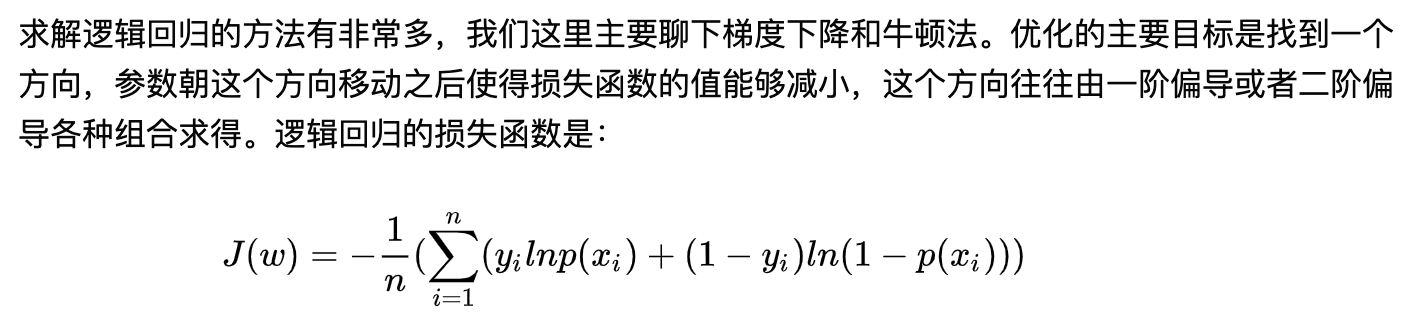 求解逻辑回归的方法有非常多，我们这里主要聊下梯度下降和牛顿法。优化的主要目标是找到一个
方向，参数朝这个方向移动之后使得损失函数的值能够减小，这个方向往往由一阶偏导或者二阶偏
导各种组合求得。逻辑回归的损失函数是：
J(w) = -\frac{1}{n}(\sum_{i=1}^{n}(y_i lnp(x_i) + (1 - y_i)ln(1 - p(x_i))))